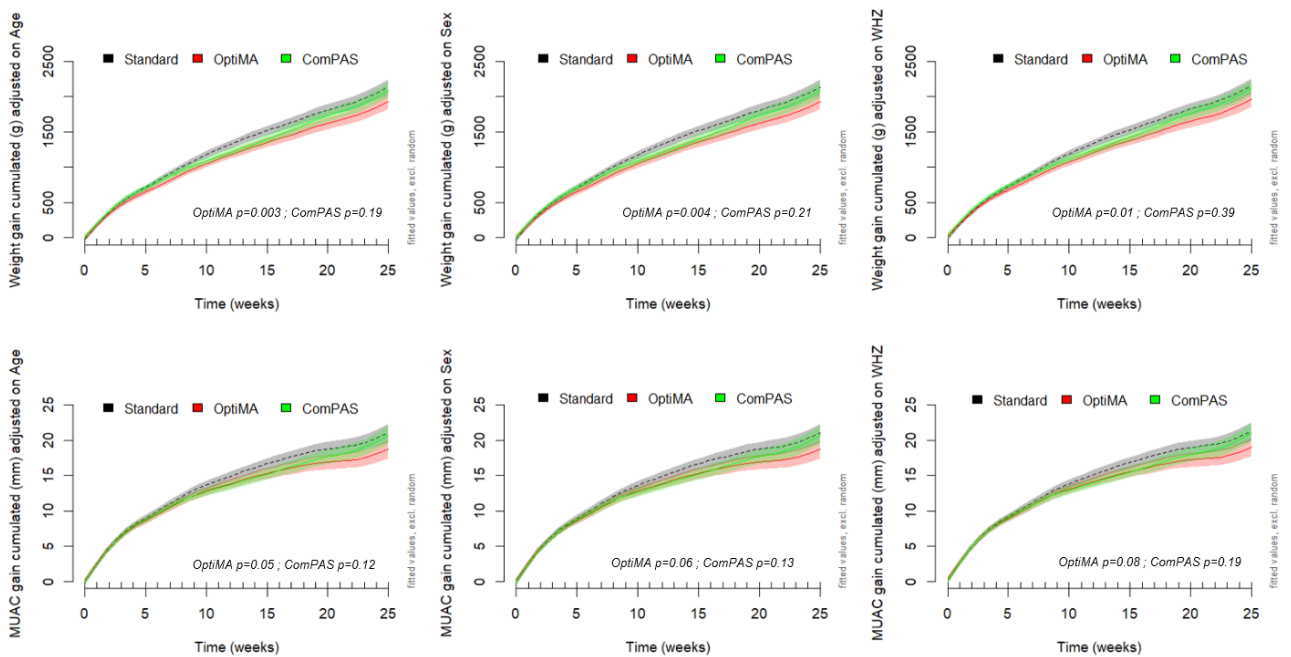 Weight gain cumulated (g) adjusted on Age
Standard OptiMA ComPAS
2500
1500
500
0
OptiMA p=0.003 ; ComPAS p=0.19
fitted values, excl. random
0 5 10 15 20 25
Time (weeks)
Weight gain cumulated (g) adjusted on Sex
Standard OptiMA ComPAS
2500
1500
500
0
OptiMA p=0.004 ; ComPAS p=0.21
fitted values, excl. random
0 5 10 15 20 25
Time (weeks)
Weight gain cumulated (g) adjusted on WHZ
Standard OptiMA ComPAS
2500
1500
500
0
OptiMA p=0.01 ; ComPAS p=0.39
fitted values, excl. random
0 5 10 15 20 25
Time (weeks)
MUAC gain cumulated (mm) adjusted on Age
Standard OptiMA ComPAS
25
20
15
10
5
0
OptiMA p=0.05 ; ComPAS p=0.12
fitted values, excl. random
0 5 10 15 20 25
Time (weeks)
MUAC gain cumulated (mm) adjusted on Sex
Standard OptiMA ComPAS
25
20
15
10
5
0
OptiMA p=0.06 ; ComPAS p=0.13
fitted values, excl. random
0 5 10 15 20 25
Time (weeks)
MUAC gain cumulated (mm) adjusted on WHZ
Standard OptiMA ComPAS
25
20
15
10
5
0
OptiMA p=0.08 ; ComPAS p=0.19
fitted values, excl. random
0 5 10 15 20 25
Time (weeks)